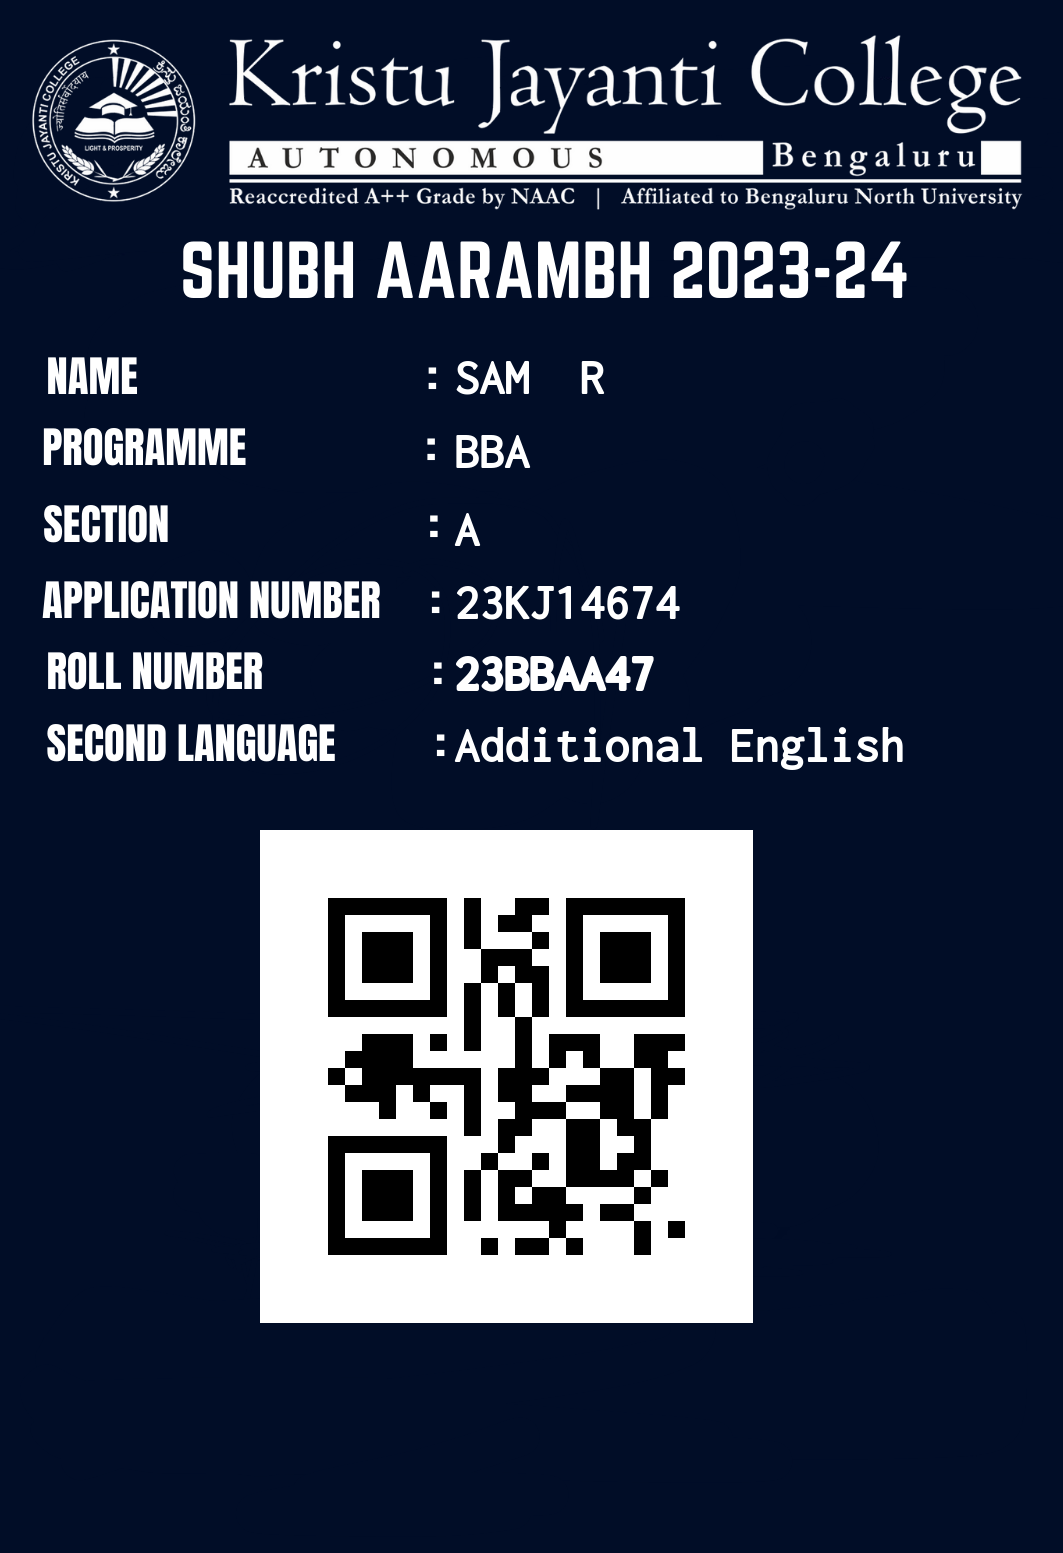 KRISTU JAYANTI COLLEGE
ಕ್ರಿಸ್ತು ಜಯಂತಿ ಕಾಲೇಜು
LIGHT & PROSPERITY
Kristu Jayanti College
AUTONOMOUS Bengaluru
Reaccredited A++ Grade by NAAC | Affiliated to Bengaluru North University
SHUBH AARAMBH 2023-24
NAME : SAM R
PROGRAMME : BBA
SECTION : A
APPLICATION NUMBER : 23KJ14674
ROLL NUMBER : 23BBAA47
SECOND LANGUAGE : Additional English